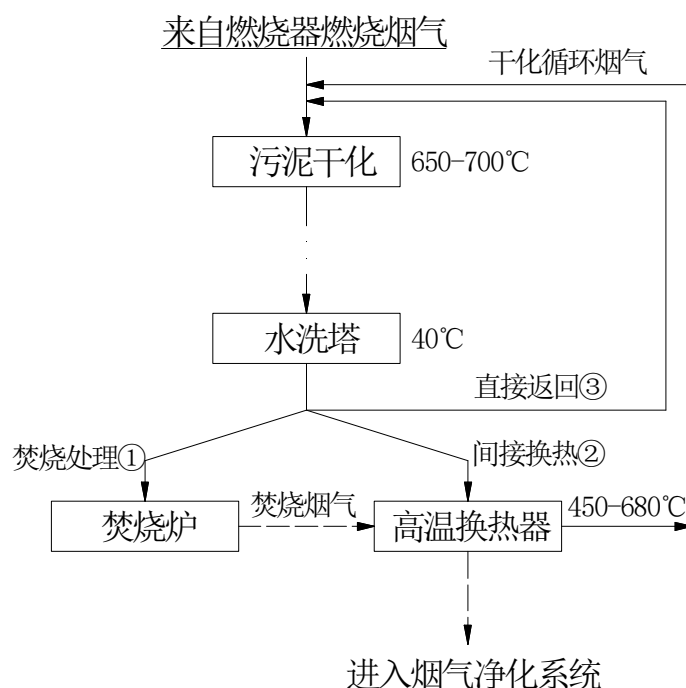 来自燃烧器燃烧烟气
干化循环烟气
污泥干化
650-700℃
水洗塔
40℃
直接返回③
焚烧处理①
间接换热②
焚烧炉
焚烧烟气
高温换热器
450-680℃
进入烟气净化系统